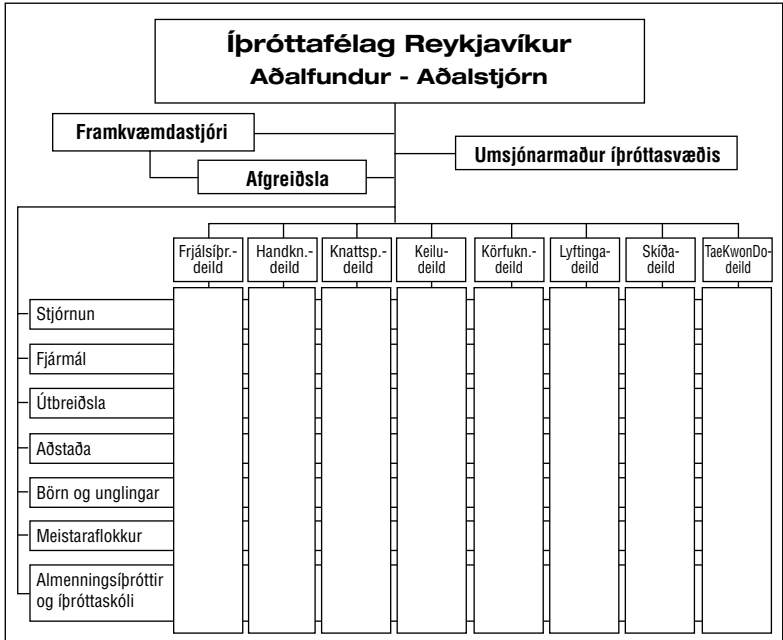 Íþróttafélag Reykjavíkur
Aðalfundur - Aðalstjórn
Framkvæmdastjóri
Umsjónarmaður íþróttasvæðis
Afgreiðsla
Frjálsíþr.-
deild
Handkn.-
deild
Knattsp.-
deild
Keilu-
deild
Körfukn.-
deild
Lyftinga-
deild
Skíða-
deild
TaeKwonDo-
deild
Stjórnun
Fjármál
Útbreiðsla
Aðstaða
Börn og unglingar
Meistaraflokkur
Almenningsíþróttir
og íþróttaskóli